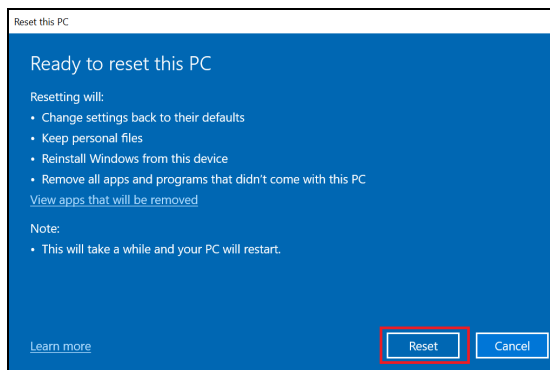 Reset this PC
Ready to reset this PC
Resetting will:
• Change settings back to their defaults
• Keep personal files
• Reinstall Windows from this device
• Remove all apps and programs that didn't come with this PC
View apps that will be removed
Note:
• This will take a while and your PC will restart.
Learn more
Reset
Cancel